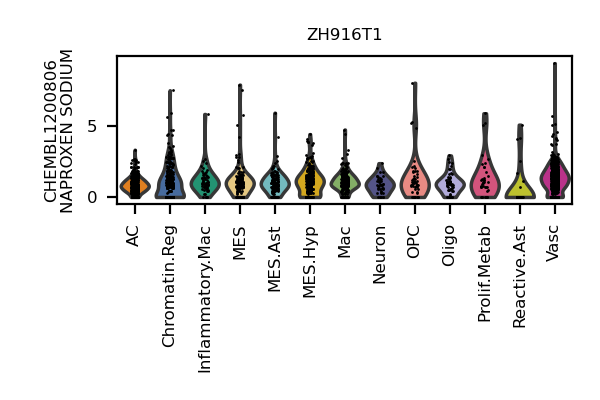 ZH916T1
CHEMBL1200806
NAPROXEN SODIUM
5
0
AC
Chromatin.Reg
Inflammatory.Mac
MES
MES.Ast
MES.Hyp
Mac
Neuron
OPC
Oligo
Prolif.Metab
Reactive.Ast
Vasc